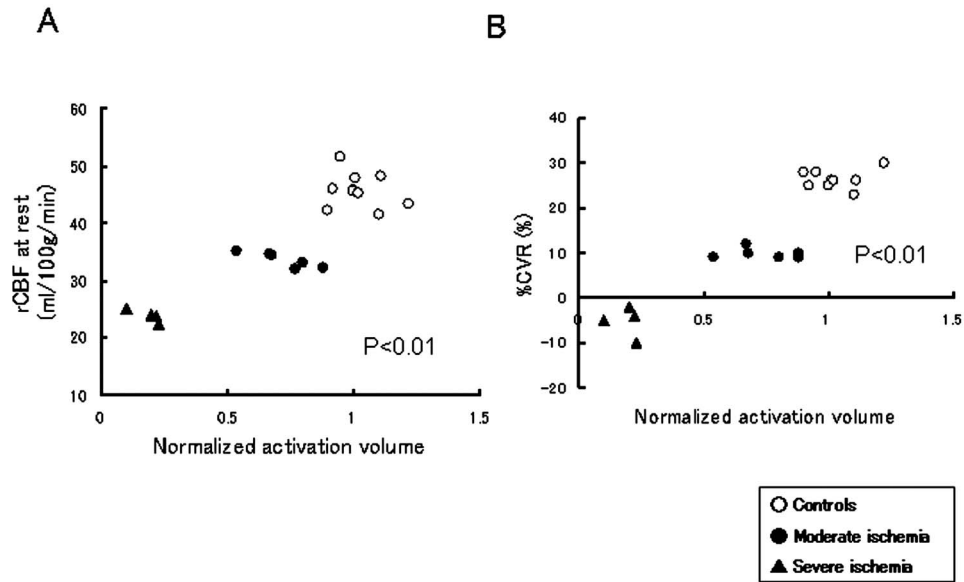 A
B
60
50
40
30
20
10
rCBF at rest
(ml/100g/min)
P<0.01
0
0.5
1
1.5
Normalized activation volume
40
30
20
10
0
-10
-20
%CVR (%)
P<0.01
0
0.5
1
1.5
Normalized activation volume
Controls
Moderate ischemia
Severe ischemia